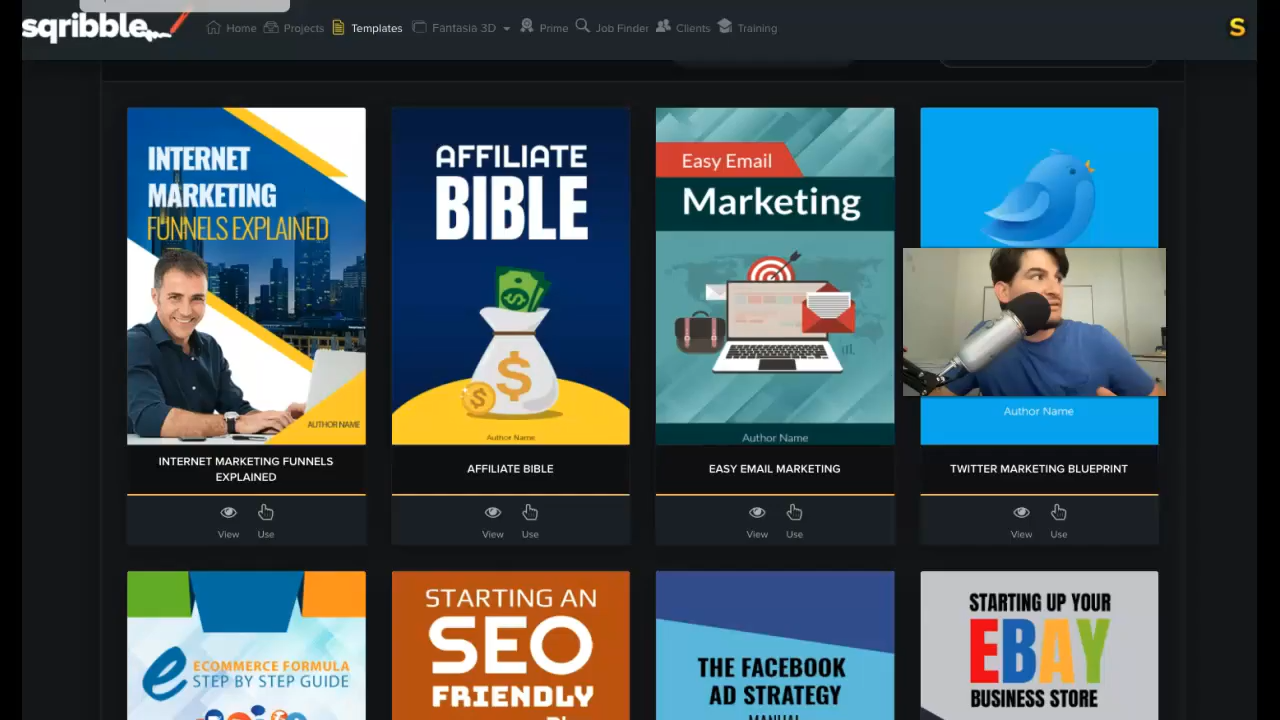 sqribble
Home
Projects
Templates
Fantasia 3D
Prime
Job Finder
Clients
Training
S
INTERNET
MARKETING
FUNNELS EXPLAINED
AUTHOR NAME
INTERNET MARKETING FUNNELS
EXPLAINED
View
Use
AFFILIATE
BIBLE
Author Name
AFFILIATE BIBLE
View
Use
Easy Email
Marketing
Author Name
EASY EMAIL MARKETING
View
Use
Author Name
TWITTER MARKETING BLUEPRINT
View
Use
ECOMMERCE FORMULA
STEP BY STEP GUIDE
STARTING AN
SEO
FRIENDLY
THE FACEBOOK
AD STRATEGY
MANUAL
STARTING UP YOUR
EBAY
BUSINESS STORE